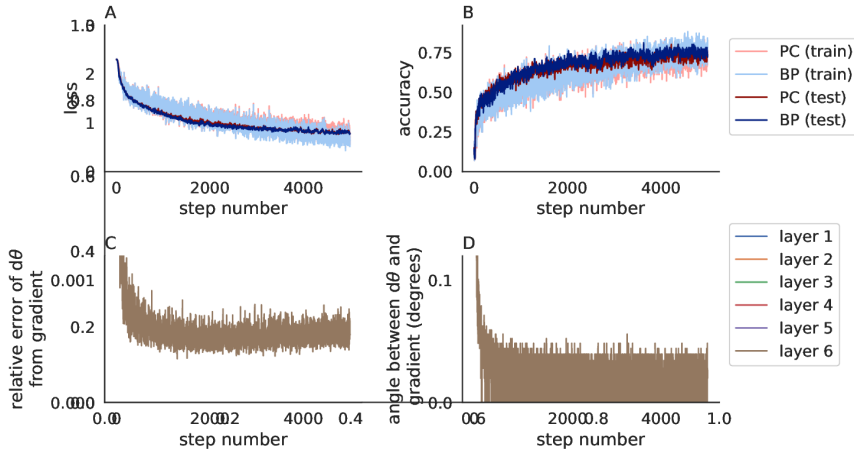 A
B
1.0
3
2
0.8
1
0
0.6
loss
0
2000
4000
step number
0.75
0.50
0.25
0.00
accuracy
0
2000
4000
step number
PC (train)
BP (train)
PC (test)
BP (test)
C
D
0.4
0.001
0.2
0.000
0.0
relative error of dθ
from gradient
0.0
0
2000
0.2
4000
0.4
step number
0.1
0.0
angle between dθ and
gradient (degrees)
0
0.6
2000
0.8
4000
1.0
step number
layer 1
layer 2
layer 3
layer 4
layer 5
layer 6